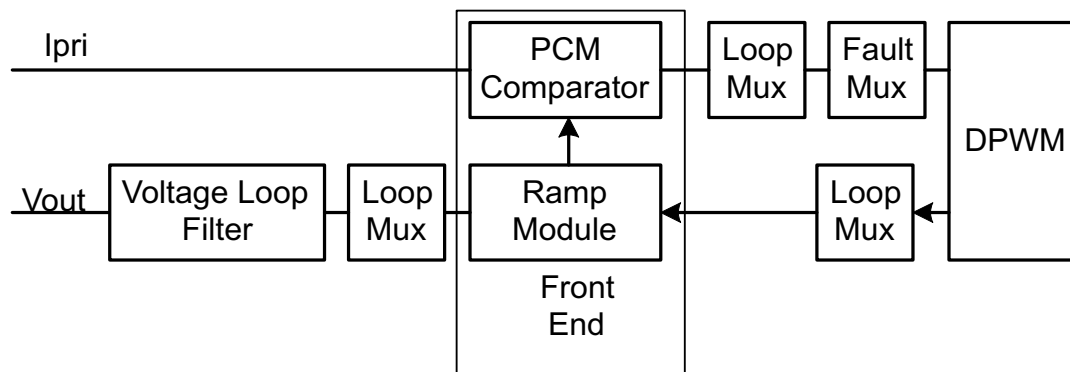 Ipri
PCM
Comparator
Loop
Mux
Fault
Mux
DPWM
Vout
Voltage Loop
Filter
Loop
Mux
Ramp
Module
Loop
Mux
Front
End